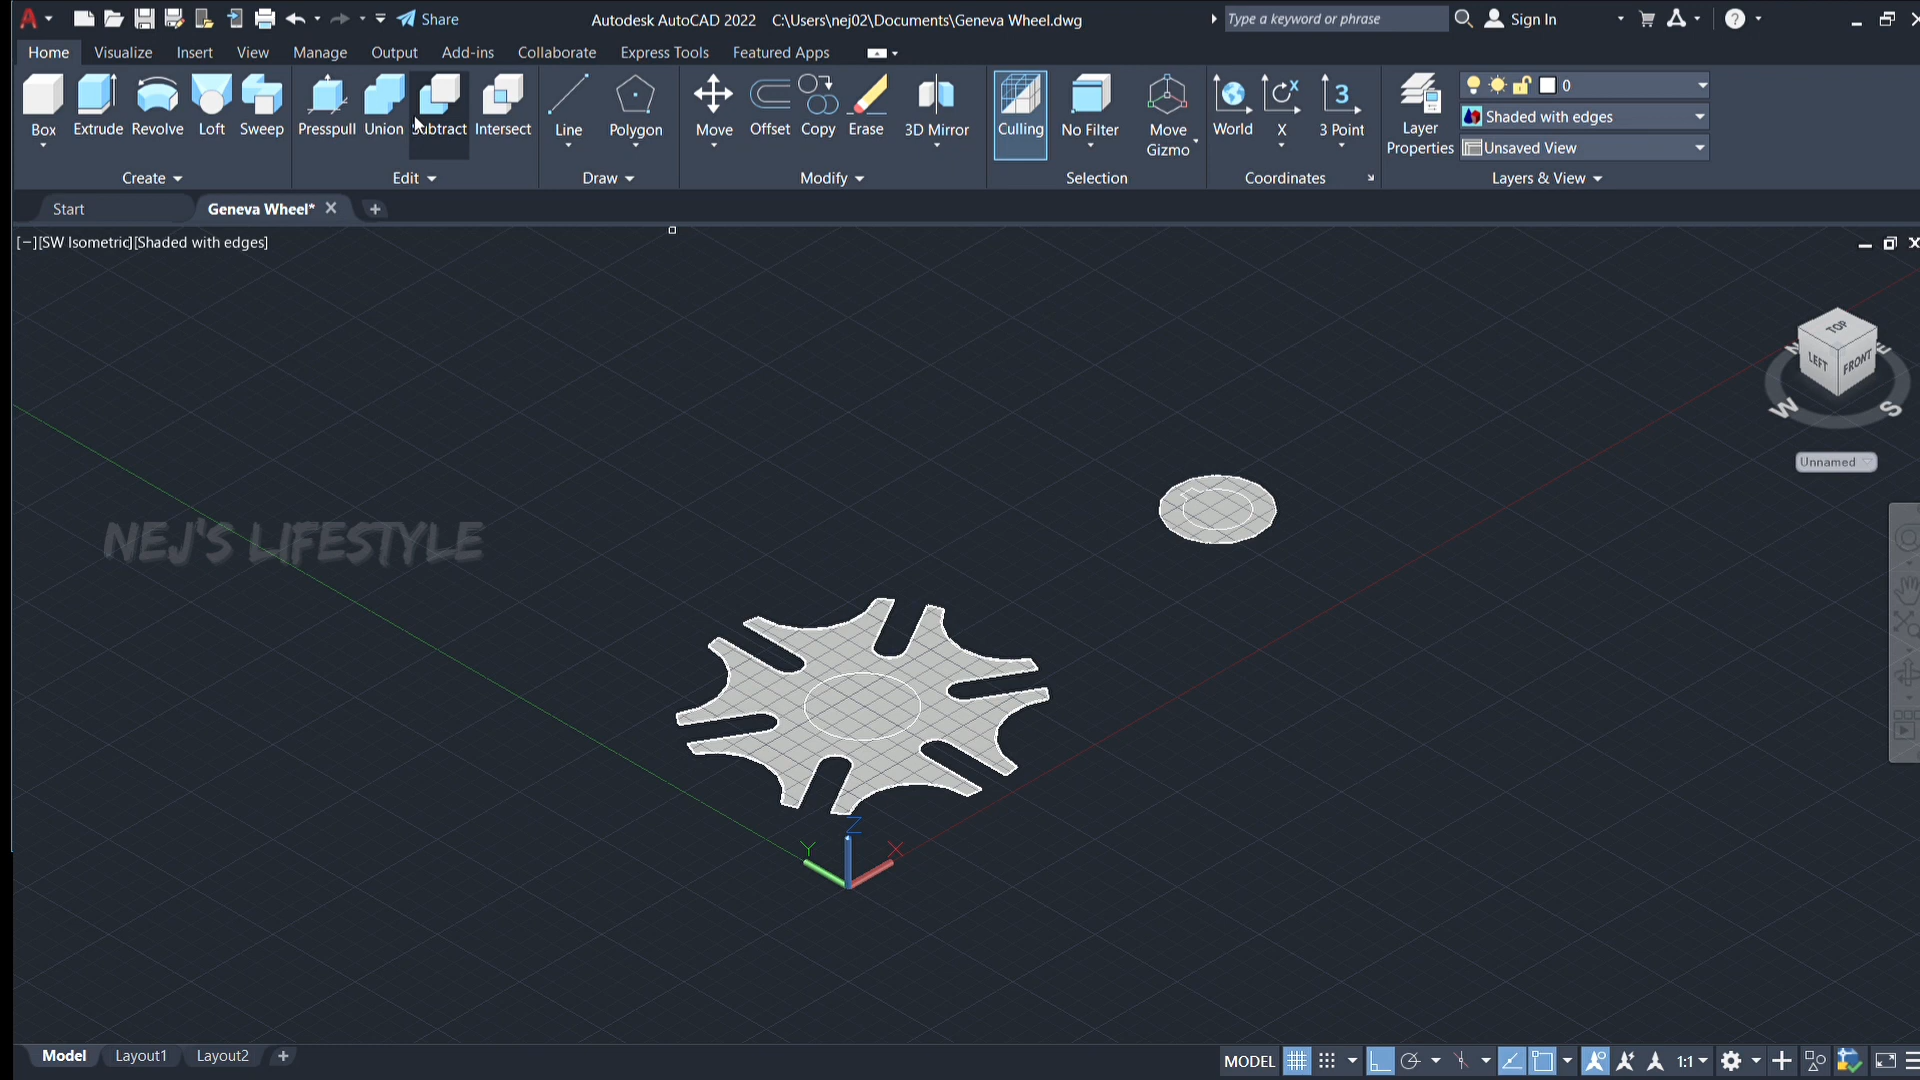 Share
Autodesk AutoCAD 2022 C:\Users\nej02\Documents\Geneva Wheel.dwg
Type a keyword or phrase
Sign In
Home Visualize Insert View Manage Output Add-ins Collaborate Express Tools Featured Apps
Box Extrude Revolve Loft Sweep Presspull Union Subtract Intersect Line Polygon Move Offset Copy Erase 3D Mirror Culling No Filter Move Gizmo World X 3 Point Layer Properties
0
Shaded with edges
Unsaved View
Create Edit Draw Modify Selection Coordinates Layers & View
Start Geneva Wheel*
[−][SW Isometric][Shaded with edges]
TOP
LEFT FRONT
N E
W S
Unnamed
NEJ'S LIFESTYLE
Z
Y X
Model Layout1 Layout2
MODEL 1:1